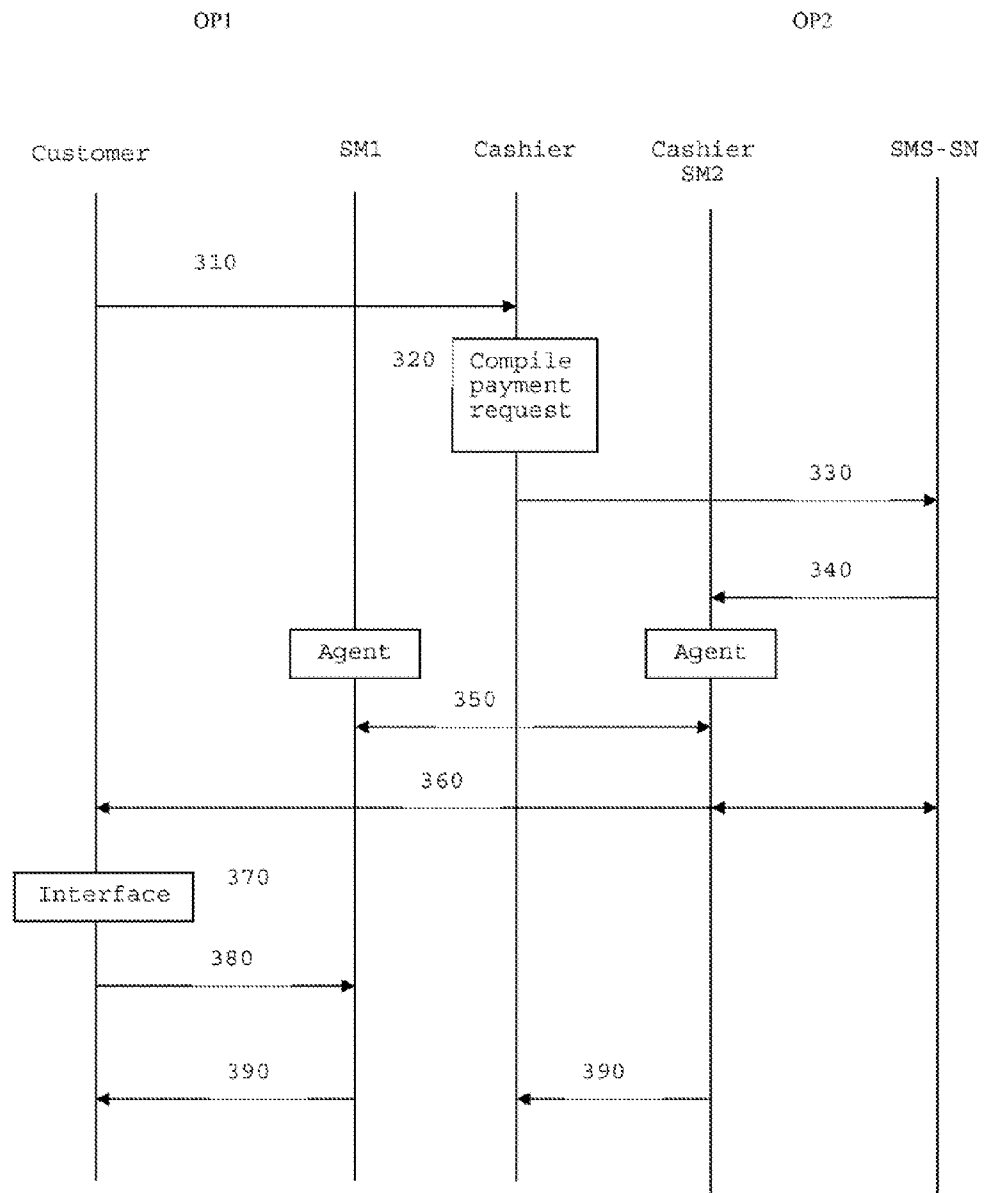 OP1
OP2
Customer
SM1
Cashier
Cashier
SM2
SMS-SN
310
320
Compile
payment
request
330
340
Agent
Agent
350
360
Interface
370
380
390
390